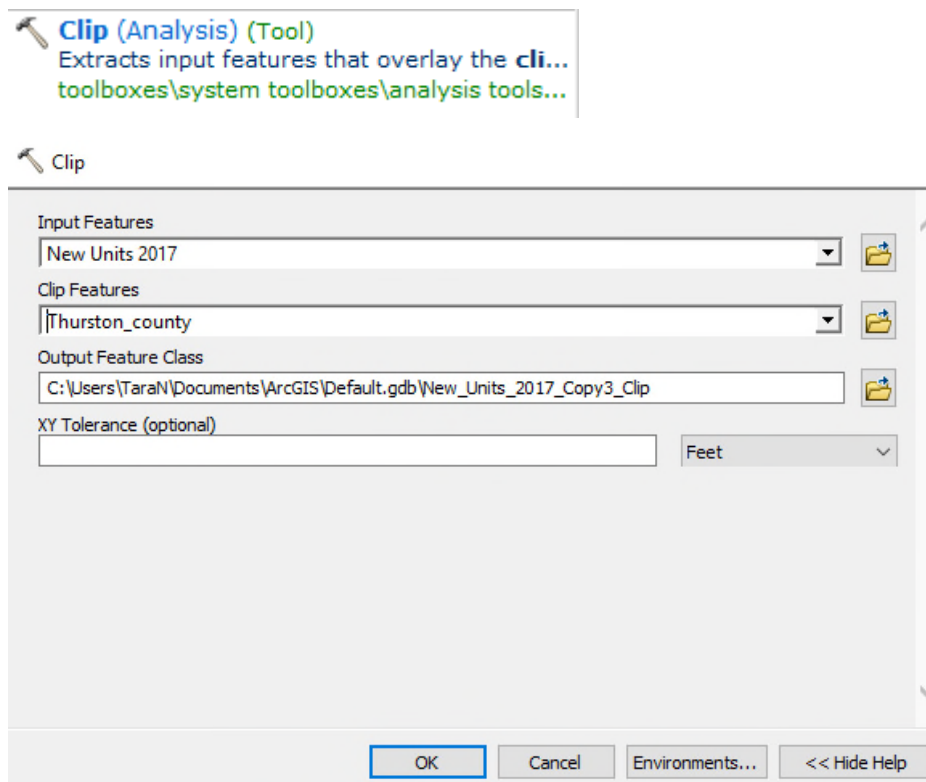 Clip (Analysis) (Tool)
Extracts input features that overlay the cli...
toolboxes\system toolboxes\analysis tools...
Clip
Input Features
New Units 2017
Clip Features
Thurston_county
Output Feature Class
C:\Users\TaraN\Documents\ArcGIS\Default.gdb\New_Units_2017_Copy3_Clip
XY Tolerance (optional)
Feet
OK Cancel Environments... << Hide Help